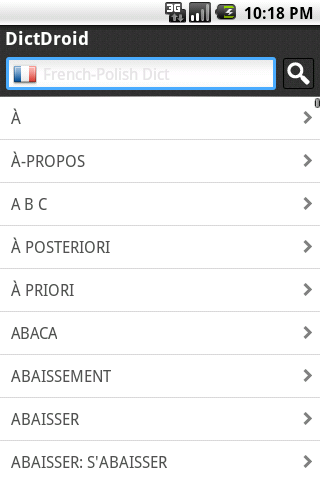 3G
10:18 PM
DictDroid
French-Polish Dict
À
À-PROPOS
A B C
À POSTERIORI
À PRIORI
ABACA
ABAISSEMENT
ABAISSER
ABAISSER: S'ABAISSER